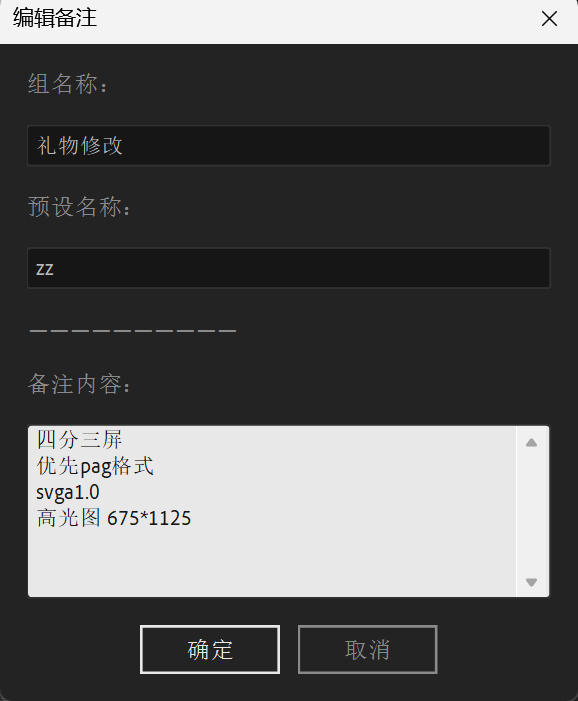 编辑备注
组名称：
礼物修改
预设名称：
zz
——————————
备注内容：
四分三屏
优先pag格式
svga1.0
高光图 675*1125
确定
取消